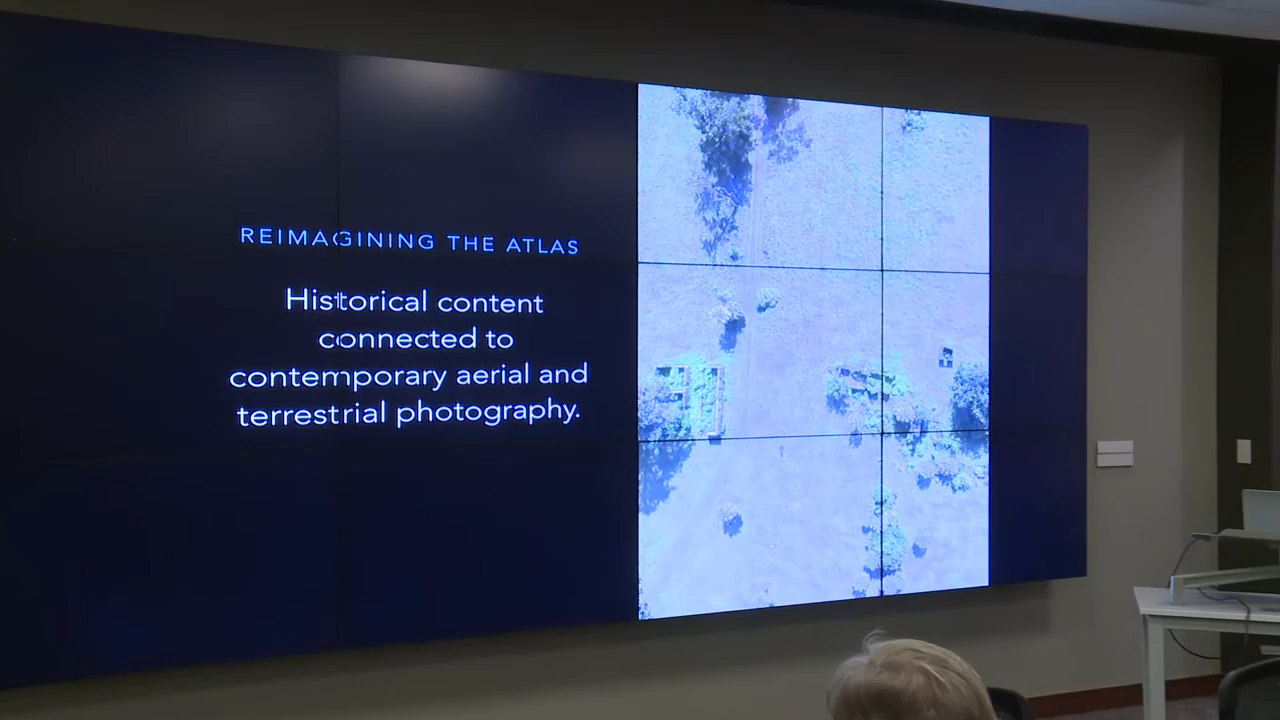 REIMAGINING THE ATLAS
Historical content
connected to
contemporary aerial and
terrestrial photography.